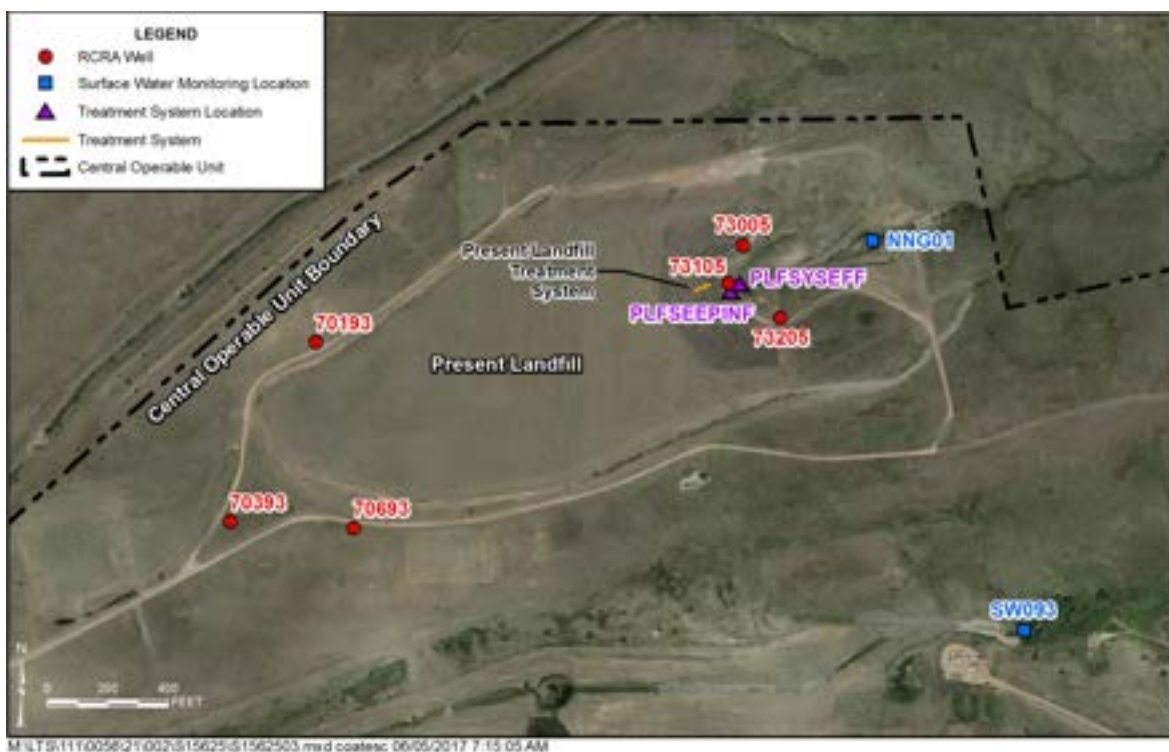 LEGEND
RCRA Well
Surface Water Monitoring Location
Treatment System Location
Treatment System
Central Operable Unit
Central Operable Unit Boundary
73005
NNG01
Present Landfill
Treatment
System
73105
PLFSYSEFF
PLFSEEPINF
73205
70193
Present Landfill
70393
70693
SW093
N
0 200 400
FEET
M:\LTS\111\0056\21\002\S15625\S1562503.mxd coatesc 06/05/2017 7:15:05 AM